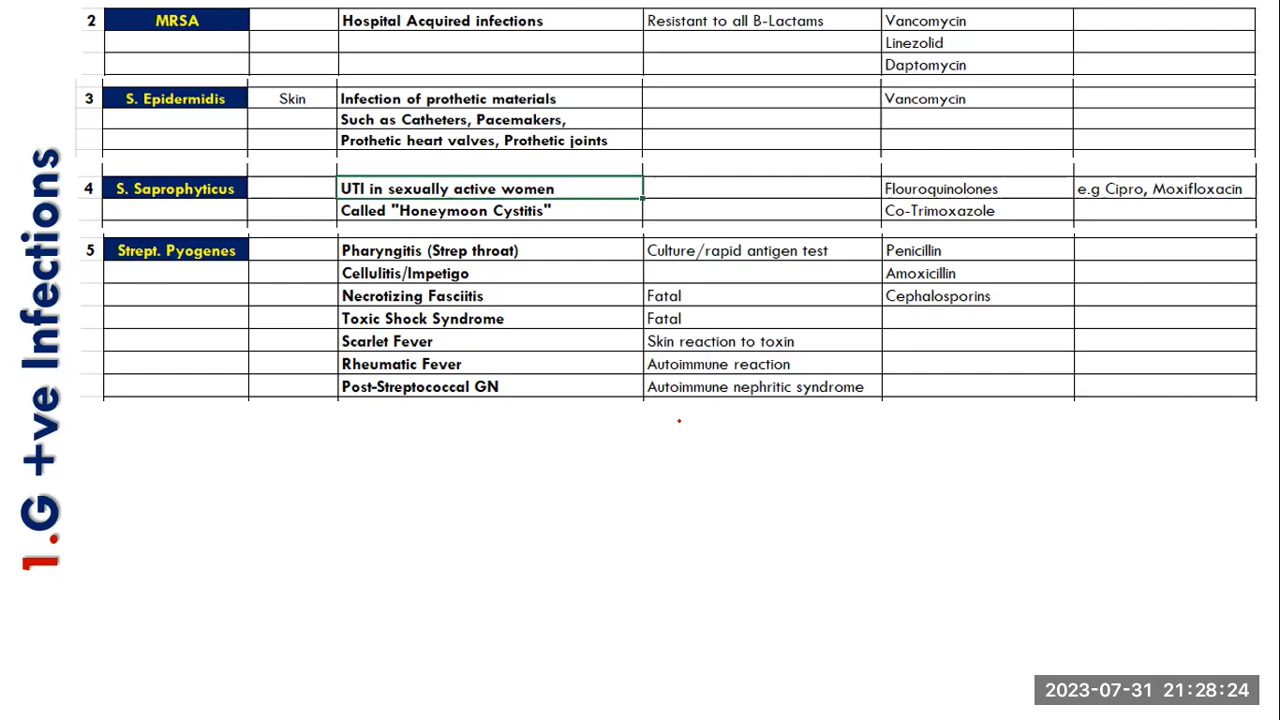 1.G +ve Infections
2 MRSA Hospital Acquired infections Resistant to all B-Lactams Vancomycin
Linezolid
Daptomycin
3 S. Epidermidis Skin Infection of prothetic materials Vancomycin
Such as Catheters, Pacemakers,
Prothetic heart valves, Prothetic joints
4 S. Saprophyticus UTI in sexually active women Flouroquinolones e.g Cipro, Moxifloxacin
Called "Honeymoon Cystitis" Co-Trimoxazole
5 Strept. Pyogenes Pharyngitis (Strep throat) Culture/rapid antigen test Penicillin
Cellulitis/Impetigo Amoxicillin
Necrotizing Fasciitis Fatal Cephalosporins
Toxic Shock Syndrome Fatal
Scarlet Fever Skin reaction to toxin
Rheumatic Fever Autoimmune reaction
Post-Streptococcal GN Autoimmune nephritic syndrome
2023-07-31 21:28:24